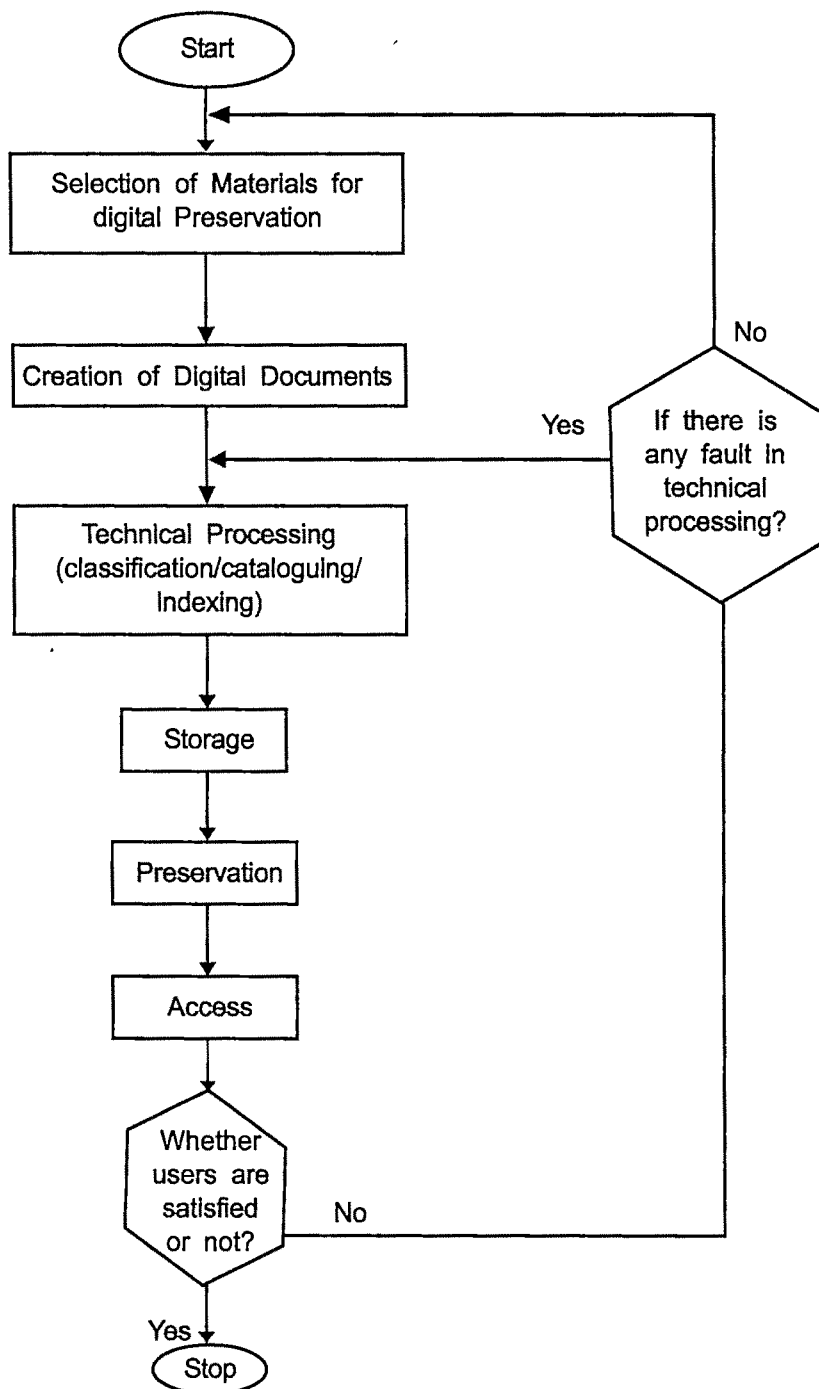 Start
Selection of Materials for
digital Preservation
No
Creation of Digital Documents
Yes
If there is
any fault in
technical
processing?
Technical Processing
(classification/cataloguing/
indexing)
Storage
Preservation
Access
Whether
users are
satisfied
or not?
No
Yes
Stop